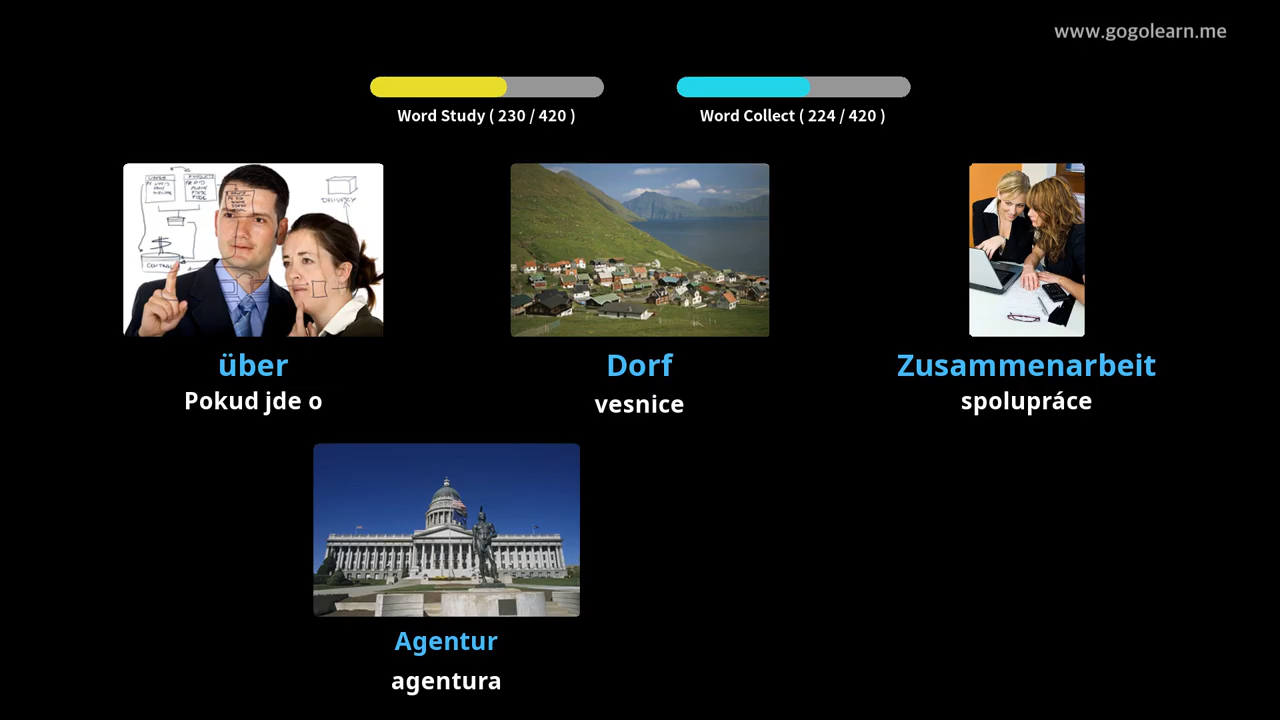 www.gogolearn.me
Word Study ( 230 / 420 )
Word Collect ( 224 / 420 )
DELIVERY
über
Pokud jde o
Dorf
vesnice
Zusammenarbeit
spolupráce
Agentur
agentura